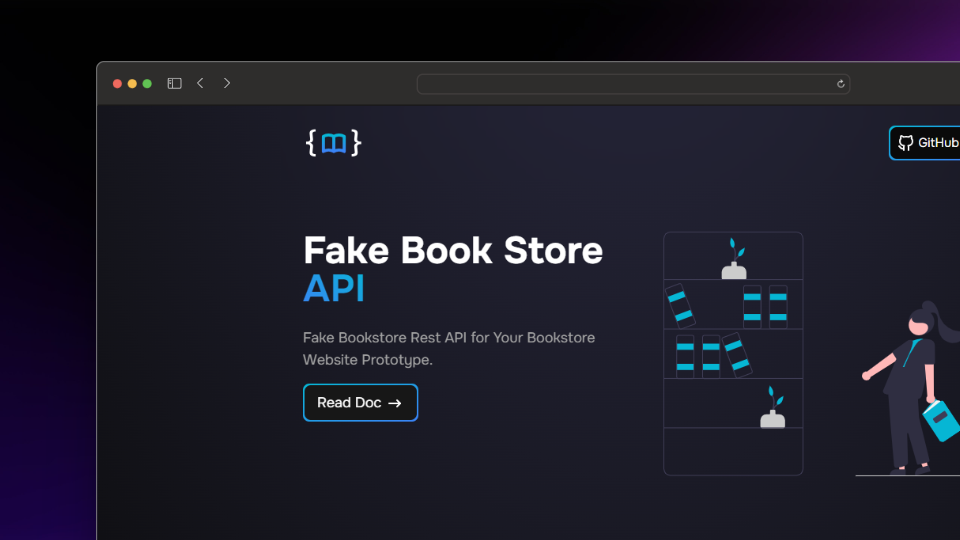 GitHub
Fake Book Store
API
Fake Bookstore Rest API for Your Bookstore
Website Prototype.
Read Doc →